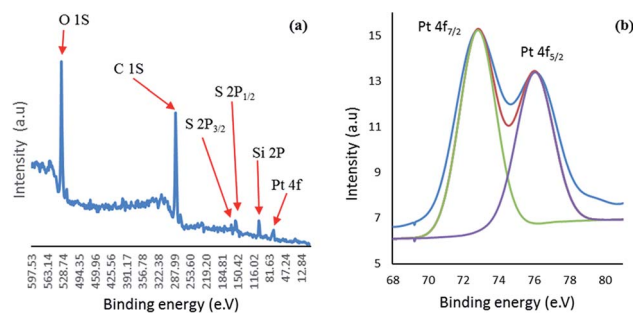 (a)
O 1S
C 1S
S 2P1/2
S 2P3/2
Si 2P
Pt 4f
Intensity (a.u)
597.53
563.14
528.74
494.35
459.96
425.56
391.17
356.78
322.38
287.99
253.60
219.20
184.81
150.42
116.02
81.63
47.24
12.84
Binding energy (e.V)
(b)
Pt 4f7/2
Pt 4f5/2
Intensity (a.u)
15
13
11
9
7
5
68 70 72 74 76 78 80
Binding energy (e.V)